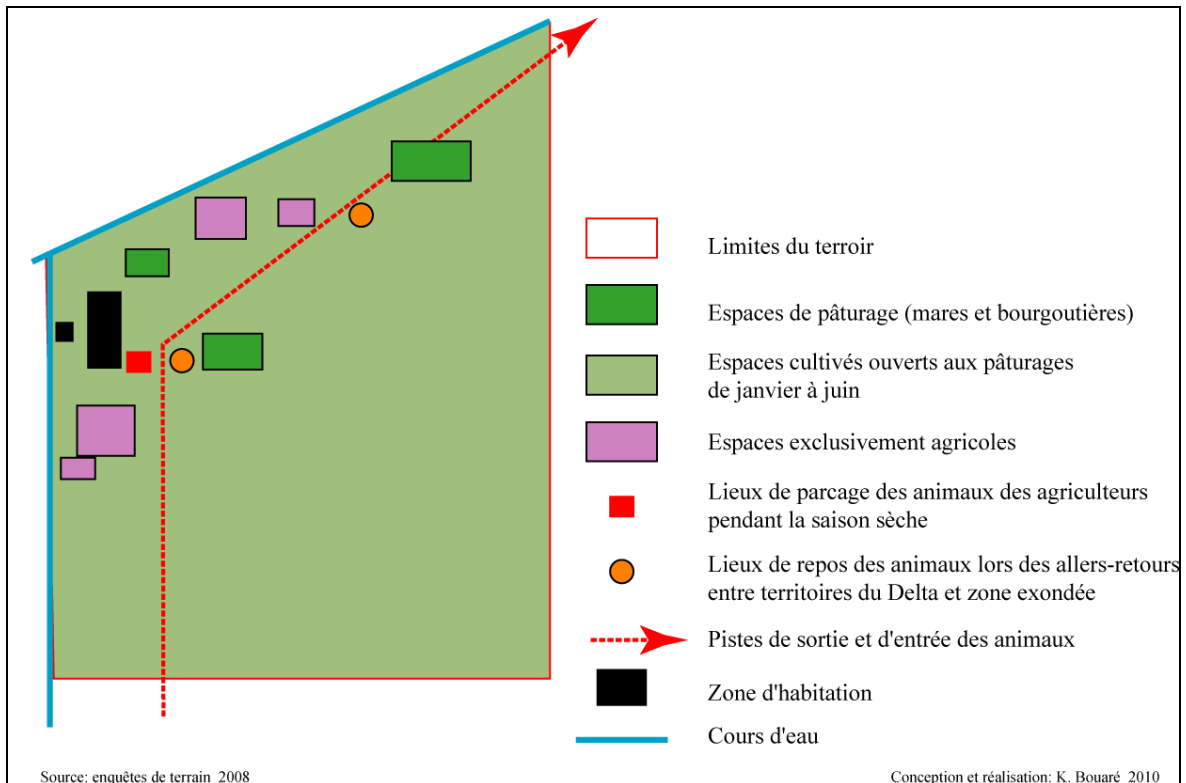 Limites du terroir
Espaces de pâturage (mares et bourgoutières)
Espaces cultivés ouverts aux pâturages
de janvier à juin
Espaces exclusivement agricoles
Lieux de parcage des animaux des agriculteurs
pendant la saison sèche
Lieux de repos des animaux lors des allers-retours
entre territoires du Delta et zone exondée
Pistes de sortie et d'entrée des animaux
Zone d'habitation
Cours d'eau
Source: enquêtes de terrain 2008
Conception et réalisation: K. Bouaré 2010